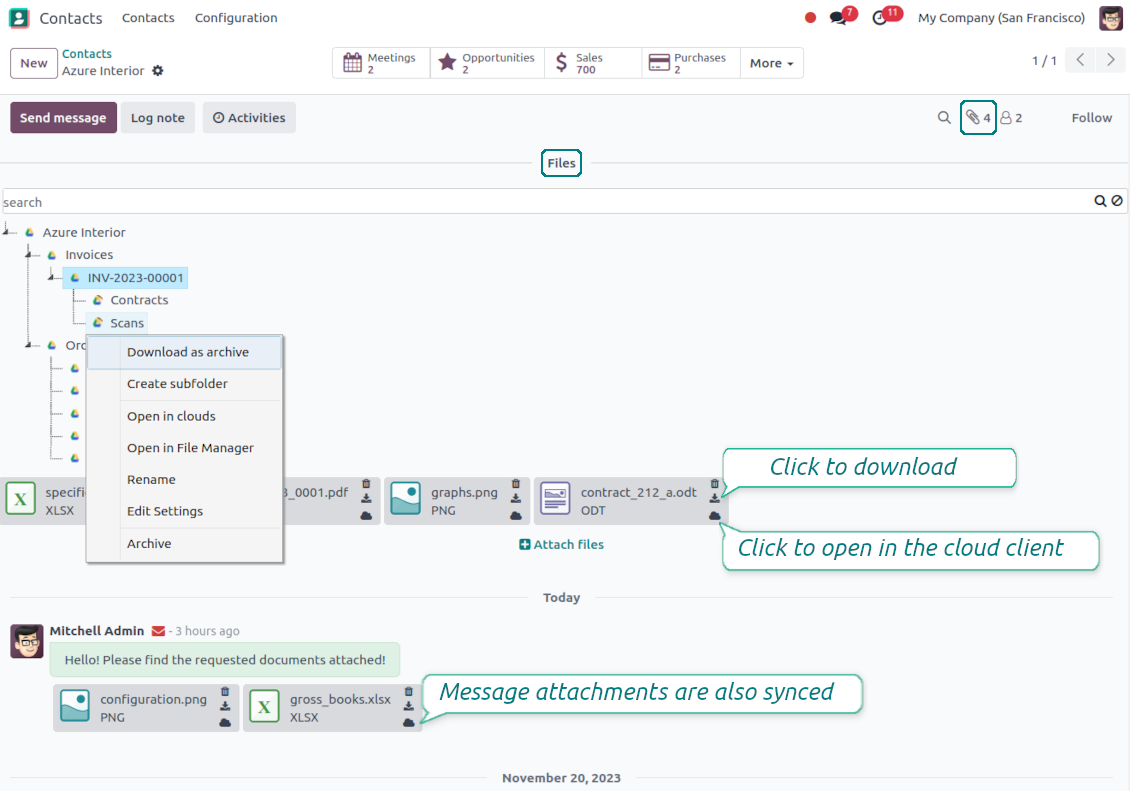 Contacts Contacts Configuration 7 11 My Company (San Francisco)
New Contacts
Azure Interior
Meetings 2
Opportunities 2
Sales 700
Purchases 2
More
1 / 1
Send message Log note Activities 4 2 Follow
Files
search
Azure Interior
Invoices
INV-2023-00001
Contracts
Scans
Download as archive
Create subfolder
Open in clouds
Open in File Manager
Rename
Edit Settings
Archive
XLSX
_0001.pdf
graphs.png
PNG
contract_212_a.odt
ODT
Click to download
Click to open in the cloud client
Attach files
Today
Mitchell Admin - 3 hours ago
Hello! Please find the requested documents attached!
configuration.png
PNG
gross_books.xlsx
XLSX
Message attachments are also synced
November 20, 2023